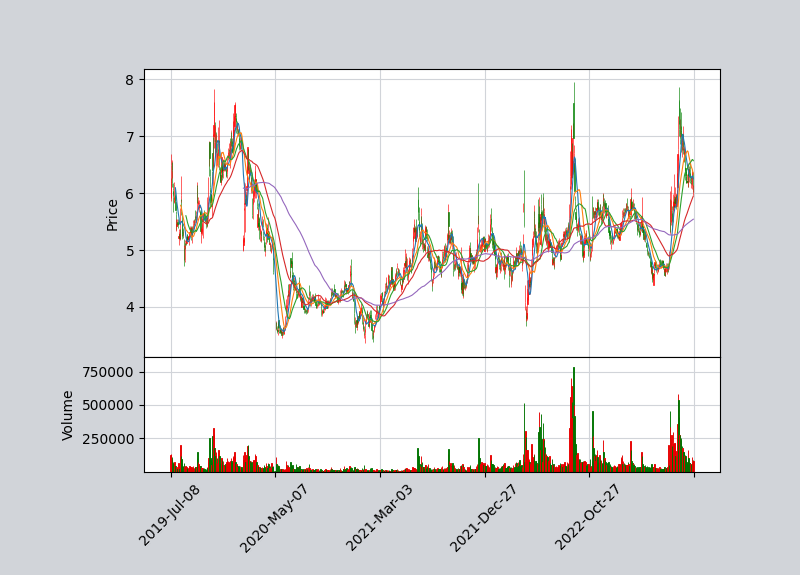 8
7
6
5
4
Price
750000
500000
250000
Volume
2019-Jul-08
2020-May-07
2021-Mar-03
2021-Dec-27
2022-Oct-27